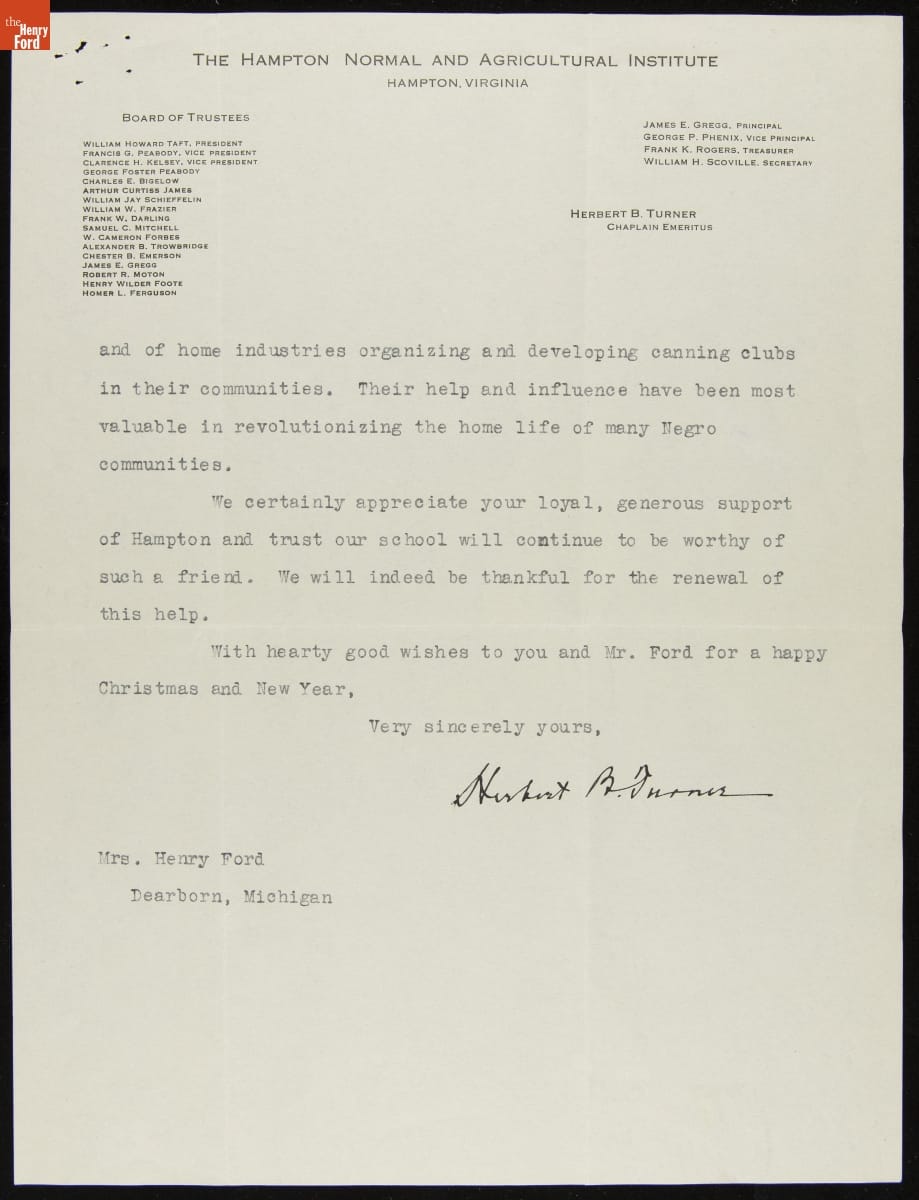 the
Henry
Ford
THE HAMPTON NORMAL AND AGRICULTURAL INSTITUTE
HAMPTON, VIRGINIA
BOARD OF TRUSTEES
WILLIAM HOWARD TAFT, PRESIDENT
FRANCIS G. PEABODY, VICE PRESIDENT
CLARENCE H. KELSEY, VICE PRESIDENT
GEORGE FOSTER PEABODY
CHARLES E. BIGELOW
ARTHUR CURTISS JAMES
WILLIAM JAY SCHIEFFELIN
WILLIAM W. FRAZIER
FRANK W. DARLING
SAMUEL C. MITCHELL
W. CAMERON FORBES
ALEXANDER B. TROWBRIDGE
CHESTER B. EMERSON
JAMES E. GREGG
ROBERT R. MOTON
HENRY WILDER FOOTE
HOMER L. FERGUSON
JAMES E. GREGG, PRINCIPAL
GEORGE P. PHENIX, VICE PRINCIPAL
FRANK K. ROGERS, TREASURER
WILLIAM H. SCOVILLE, SECRETARY
HERBERT B. TURNER
CHAPLAIN EMERITUS
and of home industries organizing and developing canning clubs
in their communities. Their help and influence have been most
valuable in revolutionizing the home life of many Negro
communities.
We certainly appreciate your loyal, generous support
of Hampton and trust our school will continue to be worthy of
such a friend. We will indeed be thankful for the renewal of
this help.
With hearty good wishes to you and Mr. Ford for a happy
Christmas and New Year,
Very sincerely yours,
Herbert B. Turner
Mrs. Henry Ford
Dearborn, Michigan